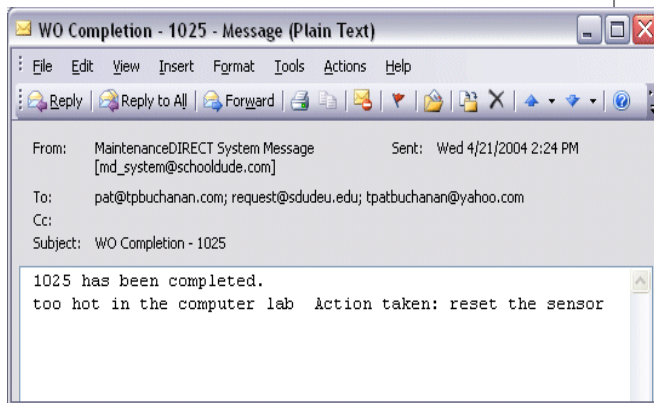 WO Completion - 1025 - Message (Plain Text)
File Edit View Insert Format Tools Actions Help
Reply Reply to All Forward
From: MaintenanceDIRECT System Message Sent: Wed 4/21/2004 2:24 PM
[md_system@schooldude.com]
To: pat@tpbuchanan.com; request@sdudeu.edu; tpatbuchanan@yahoo.com
Cc:
Subject: WO Completion - 1025
1025 has been completed.
too hot in the computer lab Action taken: reset the sensor